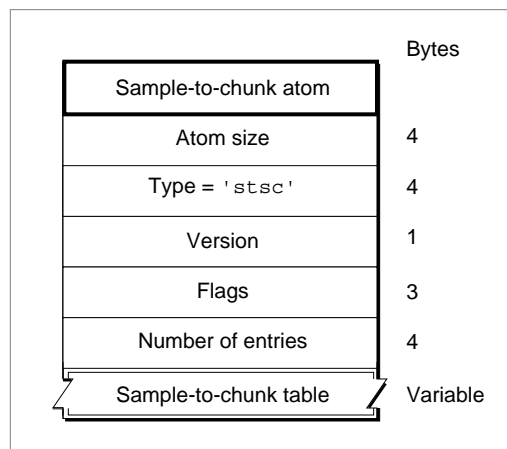 Bytes
Sample-to-chunk atom
Atom size 4
Type = 'stsc' 4
Version 1
Flags 3
Number of entries 4
Sample-to-chunk table Variable